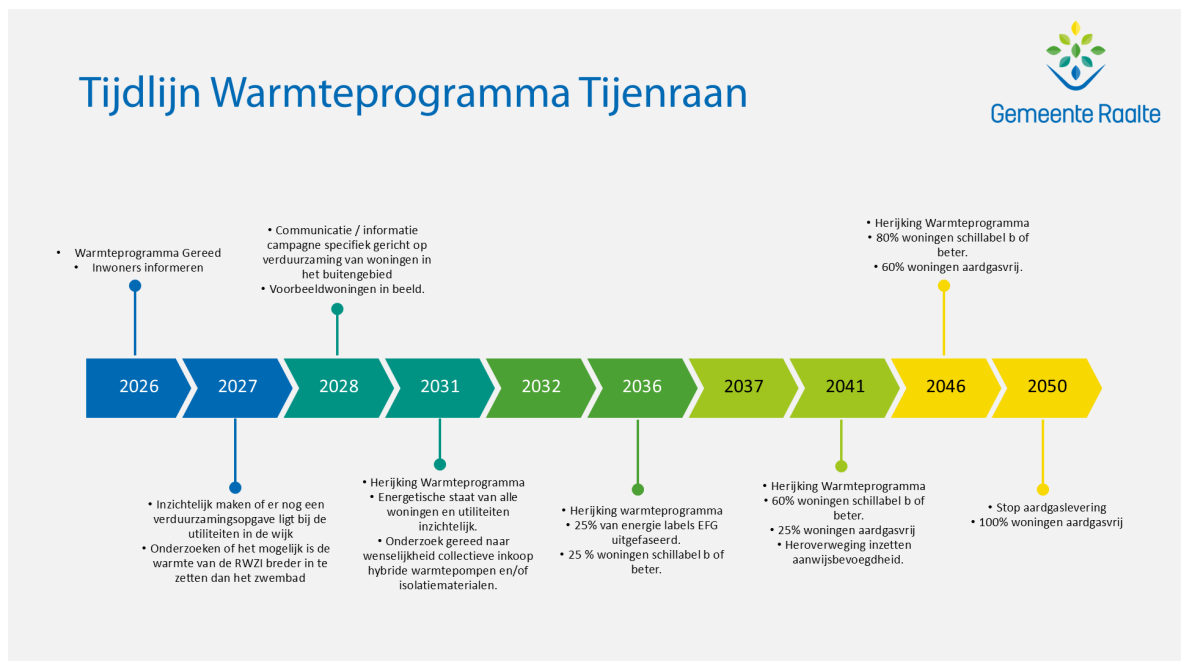 Tijdlijn Warmteprogramma Tijenraan
Gemeente Raalte
• Warmteprogramma Gereed
• Inwoners informeren
• Communicatie / informatie
campagne specifiek gericht op
verduurzaming van woningen in
het buitengebied
• Voorbeeldwoningen in beeld.
• Herijking Warmteprogramma
• 80% woningen schillabel b of
beter.
• 60% woningen aardgasvrij.
2026
2027
2028
2031
2032
2036
2037
2041
2046
2050
• Inzichtelijk maken of er nog een
verduurzamingsopgave ligt bij de
utiliteiten in de wijk
• Onderzoeken of het mogelijk is de
warmte van de RWZI breder in te
zetten dan het zwembad
• Herijking Warmteprogramma
• Energetische staat van alle
woningen en utiliteiten
inzichtelijk.
• Onderzoek gereed naar
wenselijkheid collectieve inkoop
hybride warmtepompen en/of
isolatiematerialen.
• Herijking warmteprogramma
• 25% van energie labels EFG
uitgefaseerd.
• 25 % woningen schillabel b of
beter.
• Herijking Warmteprogramma
• 60% woningen schillabel b of
beter.
• 25% woningen aardgasvrij
• Heroverweging inzetten
aanwijsbevoegdheid.
• Stop aardgaslevering
• 100% woningen aardgasvrij